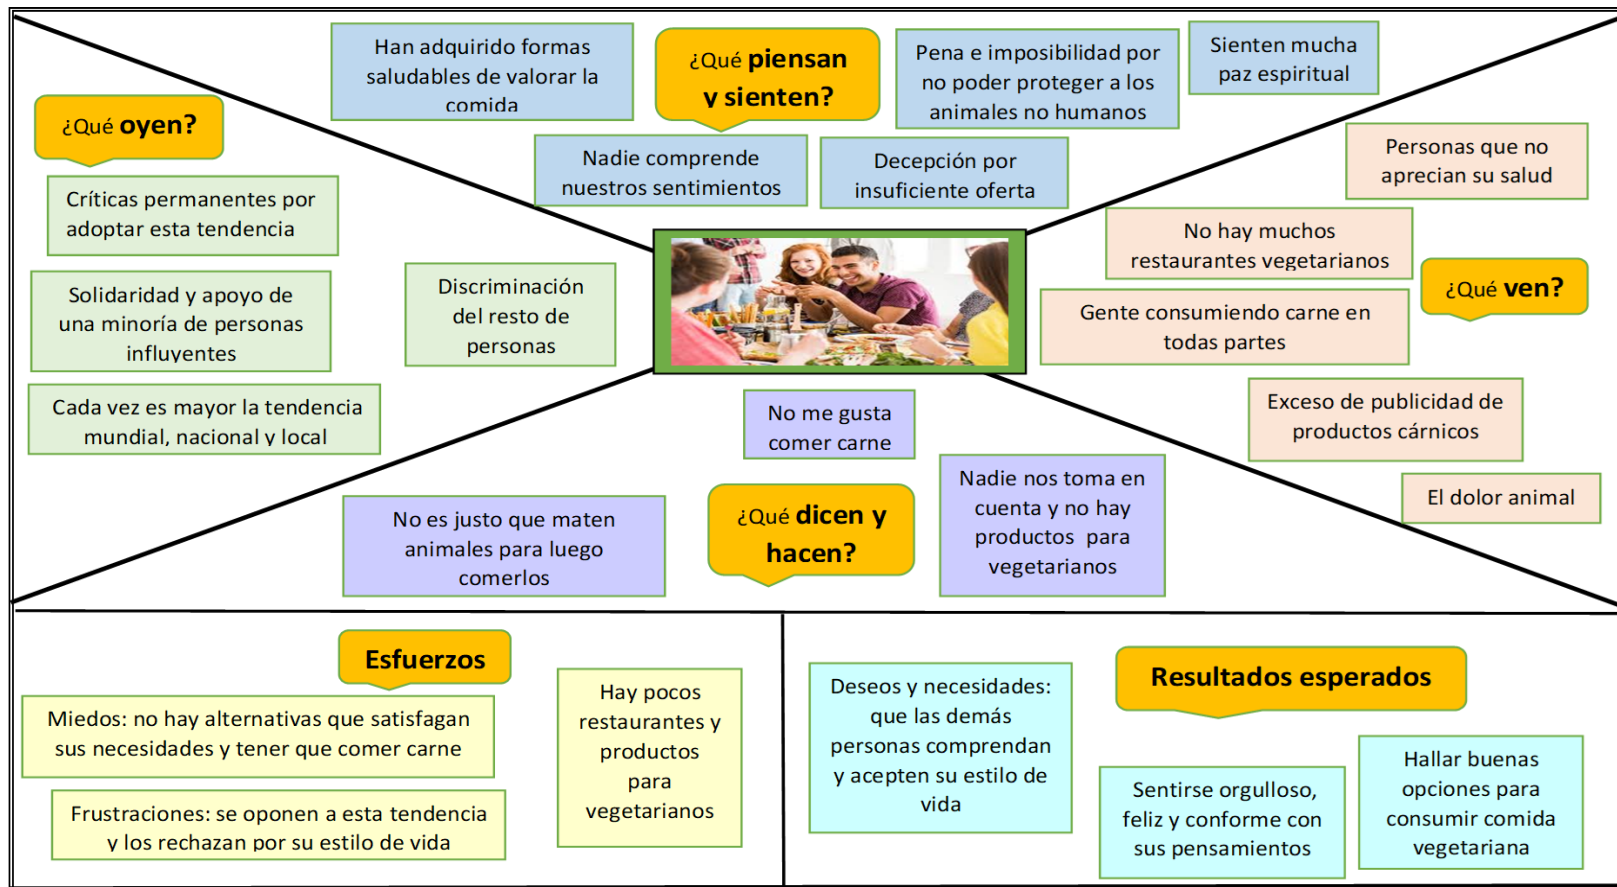 Han adquirido formas
saludables de valorar la
comida
¿Qué piensan
y sienten?
Pena e imposibilidad por
no poder proteger a los
animales no humanos
Sienten mucha
paz espiritual
Nadie comprende
nuestros sentimientos
Decepción por
insuficiente oferta
¿Qué oyen?
Críticas permanentes por
adoptar esta tendencia
Solidaridad y apoyo de
una minoría de personas
influyentes
Cada vez es mayor la tendencia
mundial, nacional y local
Discriminación
del resto de
personas
Personas que no
aprecian su salud
No hay muchos
restaurantes vegetarianos
¿Qué ven?
Gente consumiendo carne en
todas partes
Exceso de publicidad de
productos cárnicos
El dolor animal
No me gusta
comer carne
¿Qué dicen y
hacen?
No es justo que maten
animales para luego
comerlos
Nadie nos toma en
cuenta y no hay
productos para
vegetarianos
Esfuerzos
Miedos: no hay alternativas que satisfagan
sus necesidades y tener que comer carne
Frustraciones: se oponen a esta tendencia
y los rechazan por su estilo de vida
Hay pocos
restaurantes y
productos
para
vegetarianos
Resultados esperados
Deseos y necesidades:
que las demás
personas comprendan
y acepten su estilo de
vida
Sentirse orgulloso,
feliz y conforme con
sus pensamientos
Hallar buenas
opciones para
consumir comida
vegetariana